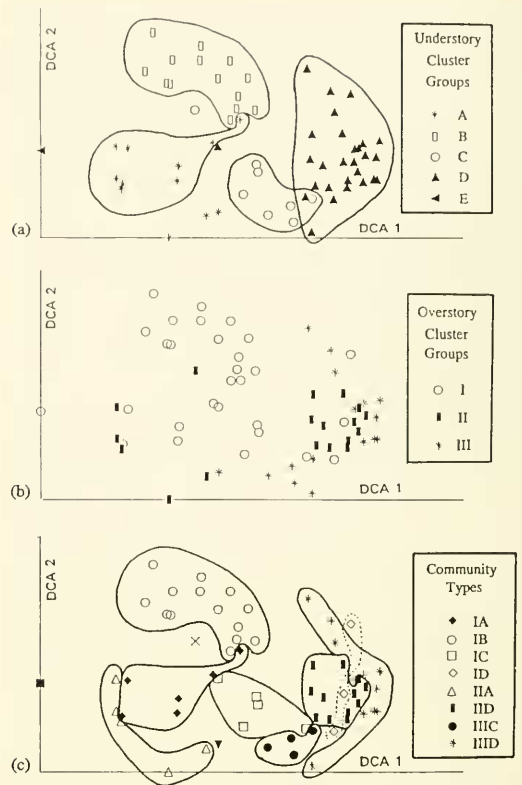 DCA 2
Understory
Cluster
Groups
A
B
C
D
E
(a)
DCA 1
DCA 2
Overstory
Cluster
Groups
I
II
III
(b)
DCA 1
DCA 2
Community
Types
IA
IB
IC
ID
IIA
IID
IIIC
IIID
(c)
DCA 1